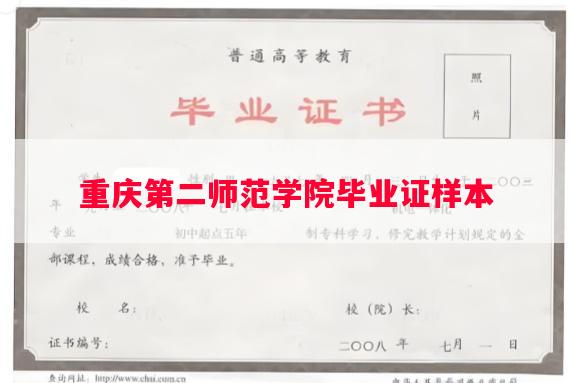 普通高等教育
毕业证书
照
片
二〇〇三
重庆第二师范学院毕业证样本
年
专业 初中起点五年 制专科学习，修完教学计划规定的全
部课程，成绩合格，准予毕业。
校 名： 校（院）长：
证书编号： 二〇〇八 年 七月 一 日
查询网址：http://www.chsi.com.cn